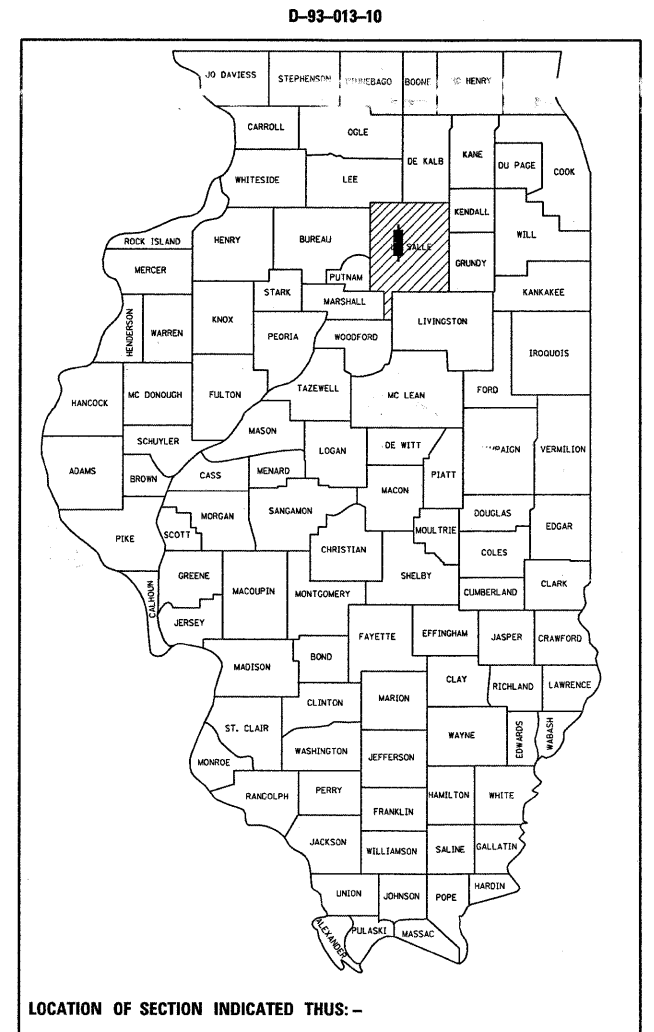 D-93-013-10
JO DAVIESS
STEPHENSON
BOONE
HENRY
CARROLL
OGLE
DE KALB
KANE
DU PAGE
COOK
WHITESIDE
LEE
KENDALL
WILL
ROCK ISLAND
HENRY
BUREAU
SALLE
GRUNDY
MERCER
PUTNAM
STARK
MARSHALL
KANKAKEE
HENDERSON
WARREN
KNOX
PEORIA
WOODFORD
LIVINGSTON
IROQUOIS
HANCOCK
MC DONOUGH
FULTON
TAZEWELL
MC LEAN
FORD
SCHUYLER
MASON
LOGAN
DE WITT
VERMILION
ADAMS
BROWN
CASS
MENARD
MACON
PIATT
PIKE
SCOTT
MORGAN
SANGAMON
CHRISTIAN
MOULTRIE
DOUGLAS
EDGAR
COLES
CALHOUN
GREENE
MACOUPIN
MONTGOMERY
SHELBY
CUMBERLAND
CLARK
JERSEY
FAYETTE
EFFINGHAM
JASPER
CRAWFORD
MADISON
BOND
CLINTON
MARION
CLAY
RICHLAND
LAWRENCE
ST. CLAIR
WASHINGTON
JEFFERSON
WAYNE
EDWARDS
WABASH
MONROE
RANDOLPH
PERRY
FRANKLIN
HAMILTON
WHITE
JACKSON
WILLIAMSON
SALINE
GALLATIN
UNION
JOHNSON
POPE
HARDIN
ALEXANDER
PULASKI
MASSAC
LOCATION OF SECTION INDICATED THUS: -